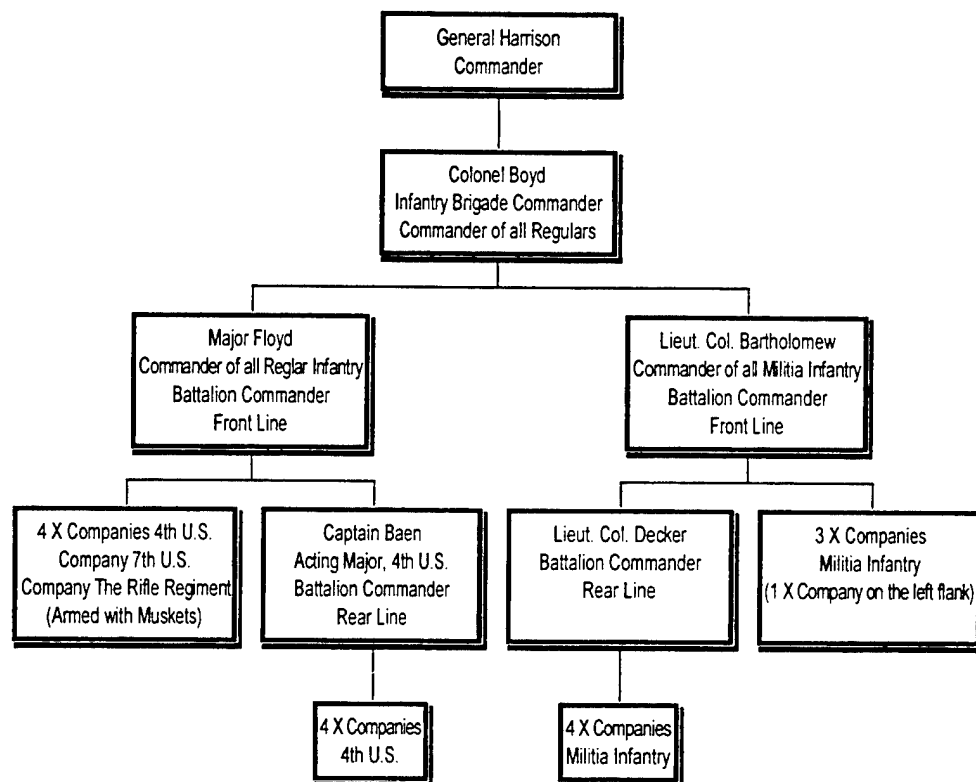 General Harrison
Commander
Colonel Boyd
Infantry Brigade Commander
Commander of all Regulars
Major Floyd
Commander of all Reglar Infantry
Battalion Commander
Front Line
Lieut. Col. Bartholomew
Commander of all Militia Infantry
Battalion Commander
Front Line
4 X Companies 4th U.S.
Company 7th U.S.
Company The Rifle Regiment
(Armed with Muskets)
Captain Baen
Acting Major, 4th U.S.
Battalion Commander
Rear Line
Lieut. Col. Decker
Battalion Commander
Rear Line
3 X Companies
Militia Infantry
(1 X Company on the left flank)
4 X Companies
4th U.S.
4 X Companies
Militia Infantry